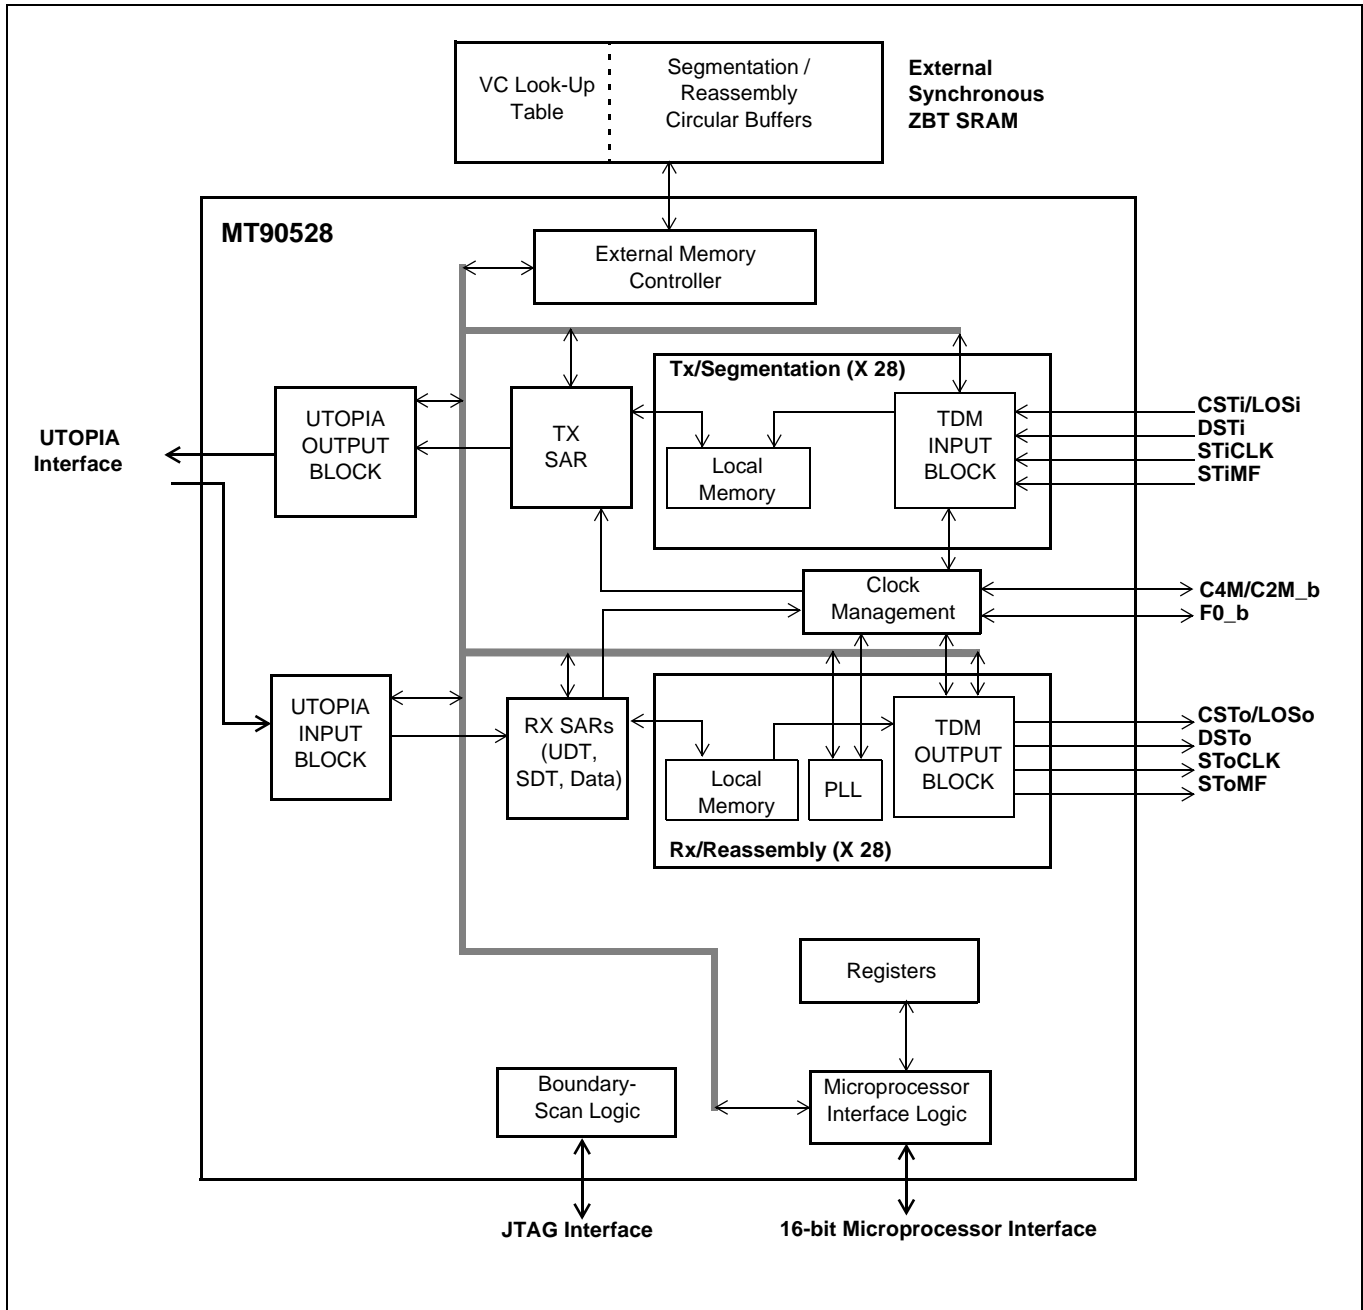 VC Look-Up
Table
Segmentation /
Reassembly
Circular Buffers
External
Synchronous
ZBT SRAM
MT90528
External Memory
Controller
Tx/Segmentation (X 28)
UTOPIA
Interface
UTOPIA
OUTPUT
BLOCK
TX
SAR
Local
Memory
TDM
INPUT
BLOCK
CSTi/LOSi
DSTi
STiCLK
STiMF
Clock
Management
C4M/C2M_b
F0_b
UTOPIA
INPUT
BLOCK
RX SARs
(UDT,
SDT, Data)
Local
Memory
PLL
TDM
OUTPUT
BLOCK
CSTo/LOSo
DSTo
SToCLK
SToMF
Rx/Reassembly (X 28)
Registers
Boundary-
Scan Logic
Microprocessor
Interface Logic
JTAG Interface
16-bit Microprocessor Interface